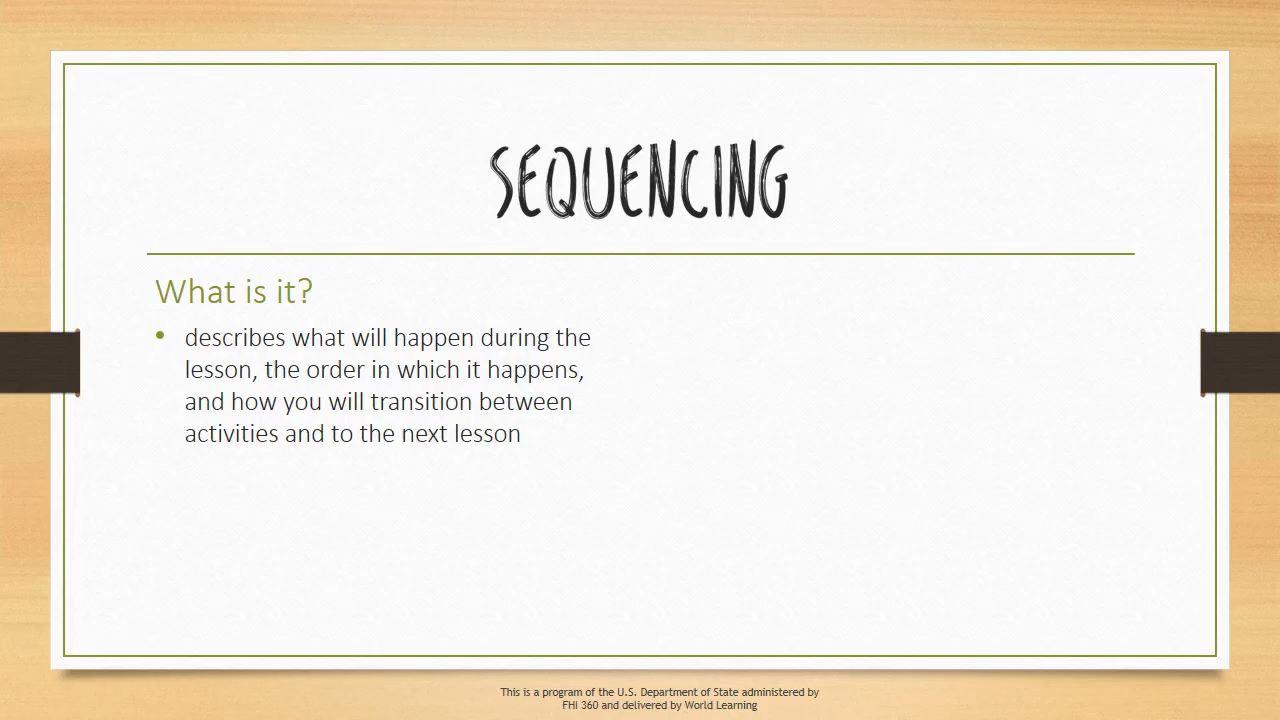 SEQUENCING
What is it?
• describes what will happen during the
lesson, the order in which it happens,
and how you will transition between
activities and to the next lesson
This is a program of the U.S. Department of State administered by
FHI 360 and delivered by World Learning